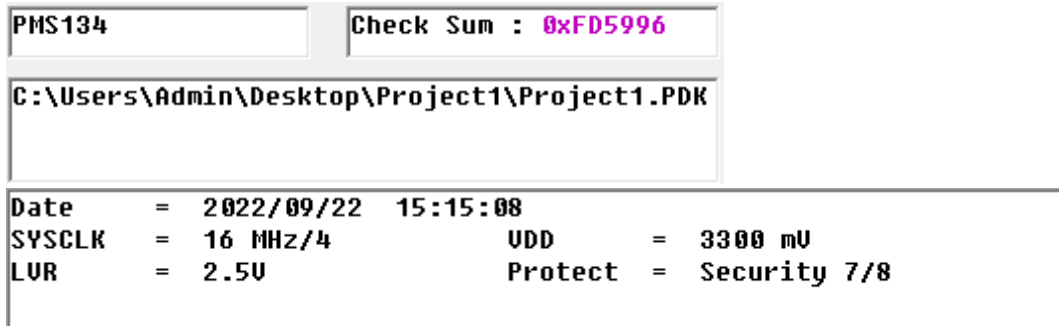 PMS134
Check Sum : 0xFD5996
C:\Users\Admin\Desktop\Project1\Project1.PDK
Date = 2022/09/22 15:15:08
SYSCLK = 16 MHz/4 VDD = 3300 mV
LVR = 2.5V Protect = Security 7/8